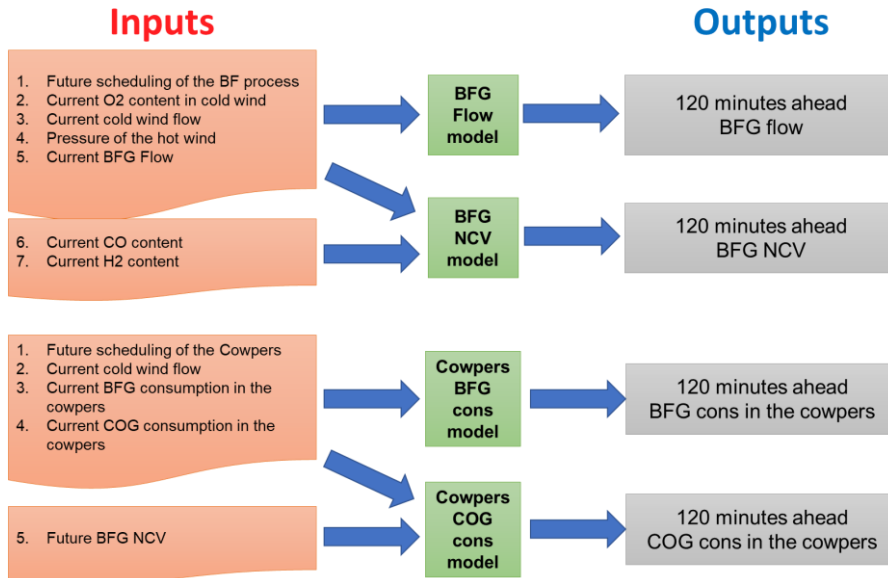 Inputs
Outputs
1. Future scheduling of the BF process
2. Current O2 content in cold wind
3. Current cold wind flow
4. Pressure of the hot wind
5. Current BFG Flow
BFG
Flow
model
120 minutes ahead
BFG flow
6. Current CO content
7. Current H2 content
BFG
NCV
model
120 minutes ahead
BFG NCV
1. Future scheduling of the Cowpers
2. Current cold wind flow
3. Current BFG consumption in the
cowpers
4. Current COG consumption in the
cowpers
Cowpers
BFG
cons
model
120 minutes ahead
BFG cons in the cowpers
5. Future BFG NCV
Cowpers
COG
cons
model
120 minutes ahead
COG cons in the cowpers